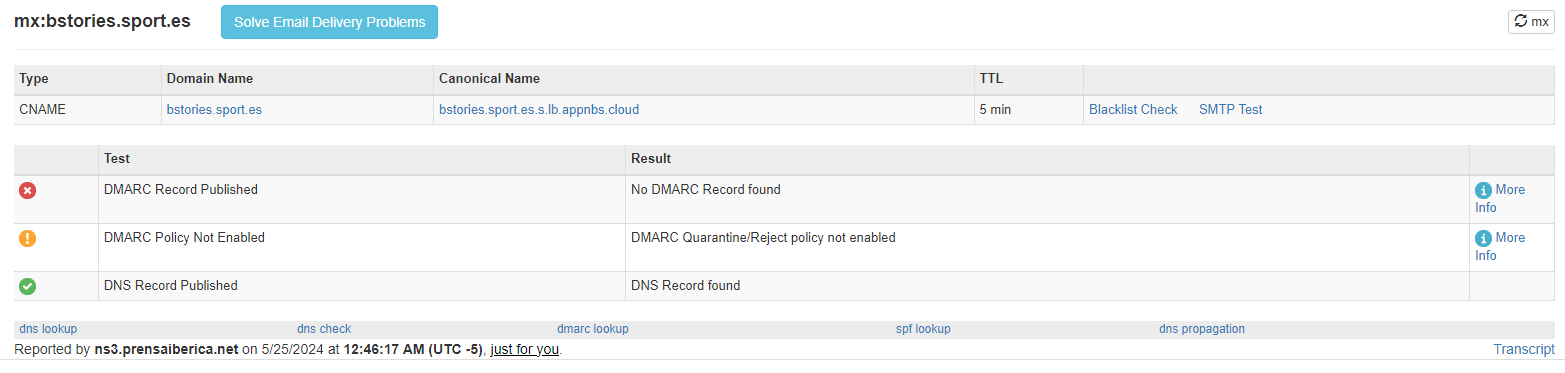 mx:bstories.sport.es Solve Email Delivery Problems mx
Type Domain Name Canonical Name TTL
CNAME bstories.sport.es bstories.sport.es.s.lb.appnbs.cloud 5 min Blacklist Check SMTP Test
Test Result
DMARC Record Published No DMARC Record found More
Info
DMARC Policy Not Enabled DMARC Quarantine/Reject policy not enabled More
Info
DNS Record Published DNS Record found
dns lookup dns check dmarc lookup spf lookup dns propagation
Reported by ns3.prensaiberica.net on 5/25/2024 at 12:46:17 AM (UTC -5), just for you. Transcript